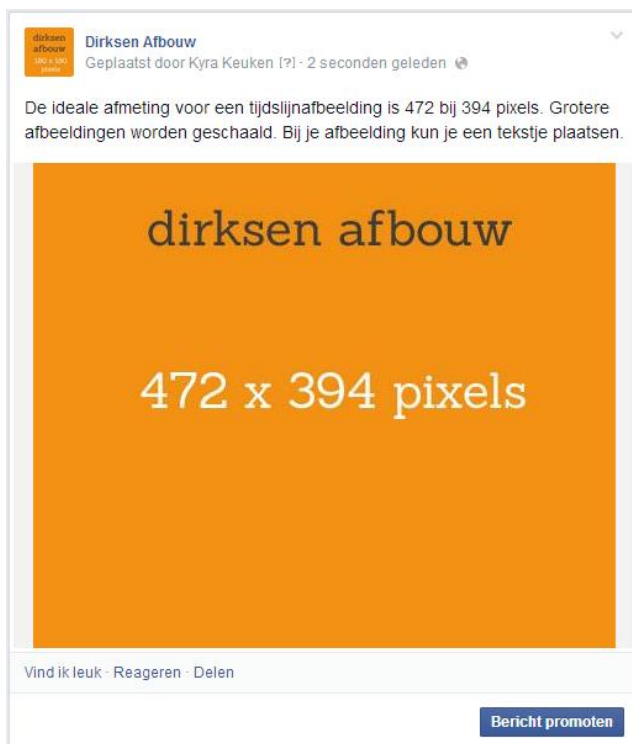 dirksen
afbouw
180 x 180
pixels
Dirksen Afbouw
Geplaatst door Kyra Keuken [?] · 2 seconden geleden
De ideale afmeting voor een tijdslijnafbeelding is 472 bij 394 pixels. Grotere
afbeeldingen worden geschaald. Bij je afbeelding kun je een tekstje plaatsen.
dirksen afbouw
472 x 394 pixels
Vind ik leuk · Reageren · Delen
Bericht promoten